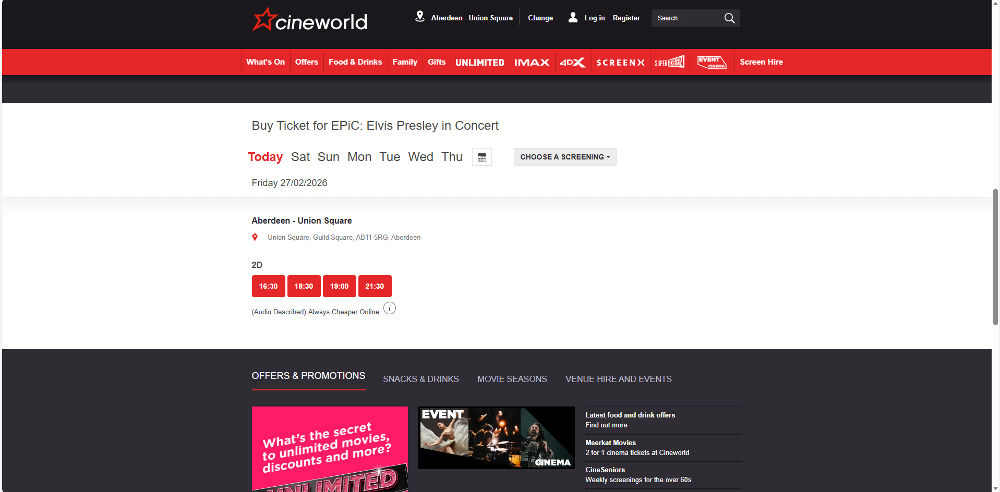 cineworld
Aberdeen - Union Square
Change
Log in
Register
Search...
What's On
Offers
Food & Drinks
Family
Gifts
UNLIMITED
IMAX
4DX
SCREENX
SUPERSCREEN
EVENT CINEMA
Screen Hire
Buy Ticket for EPiC: Elvis Presley in Concert
Today Sat Sun Mon Tue Wed Thu
CHOOSE A SCREENING
Friday 27/02/2026
Aberdeen - Union Square
Union Square, Guild Square, AB11 5RG, Aberdeen
2D
16:30 18:30 19:00 21:30
(Audio Described)·Always Cheaper Online i
OFFERS & PROMOTIONS
SNACKS & DRINKS
MOVIE SEASONS
VENUE HIRE AND EVENTS
What's the secret
to unlimited movies,
discounts and more?
UNLIMITED
EVENT
CINEMA
Latest food and drink offers
Find out more
Meerkat Movies
2 for 1 cinema tickets at Cineworld
CineSeniors
Weekly screenings for the over 60s